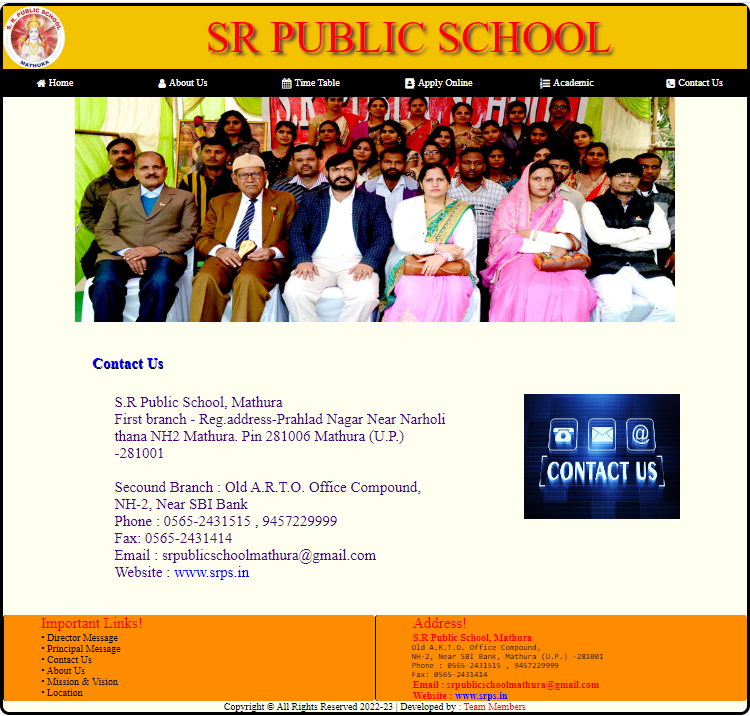 S. R. PUBLIC SCHOOL
MATHURA
SR PUBLIC SCHOOL
Home About Us Time Table Apply Online Academic Contact Us
Contact Us
S.R Public School, Mathura
First branch - Reg.address-Prahlad Nagar Near Narholi
thana NH2 Mathura. Pin 281006 Mathura (U.P.)
-281001
Secound Branch : Old A.R.T.O. Office Compound,
NH-2, Near SBI Bank
Phone : 0565-2431515 , 9457229999
Fax: 0565-2431414
Email : srpublicschoolmathura@gmail.com
Website : www.srps.in
@
[CONTACT US]
Important Links!
• Director Message
• Principal Message
• Contact Us
• About Us
• Mission & Vision
• Location
Address!
S.R Public School, Mathura
Old A.R.T.O. Office Compound,
NH-2, Near SBI Bank, Mathura (U.P.) -281001
Phone : 0565-2431515 , 9457229999
Fax: 0565-2431414
Email : srpublicschoolmathura@gmail.com
Website : www.srps.in
Copyright © All Rights Reserved 2022-23 | Developed by : Team Members